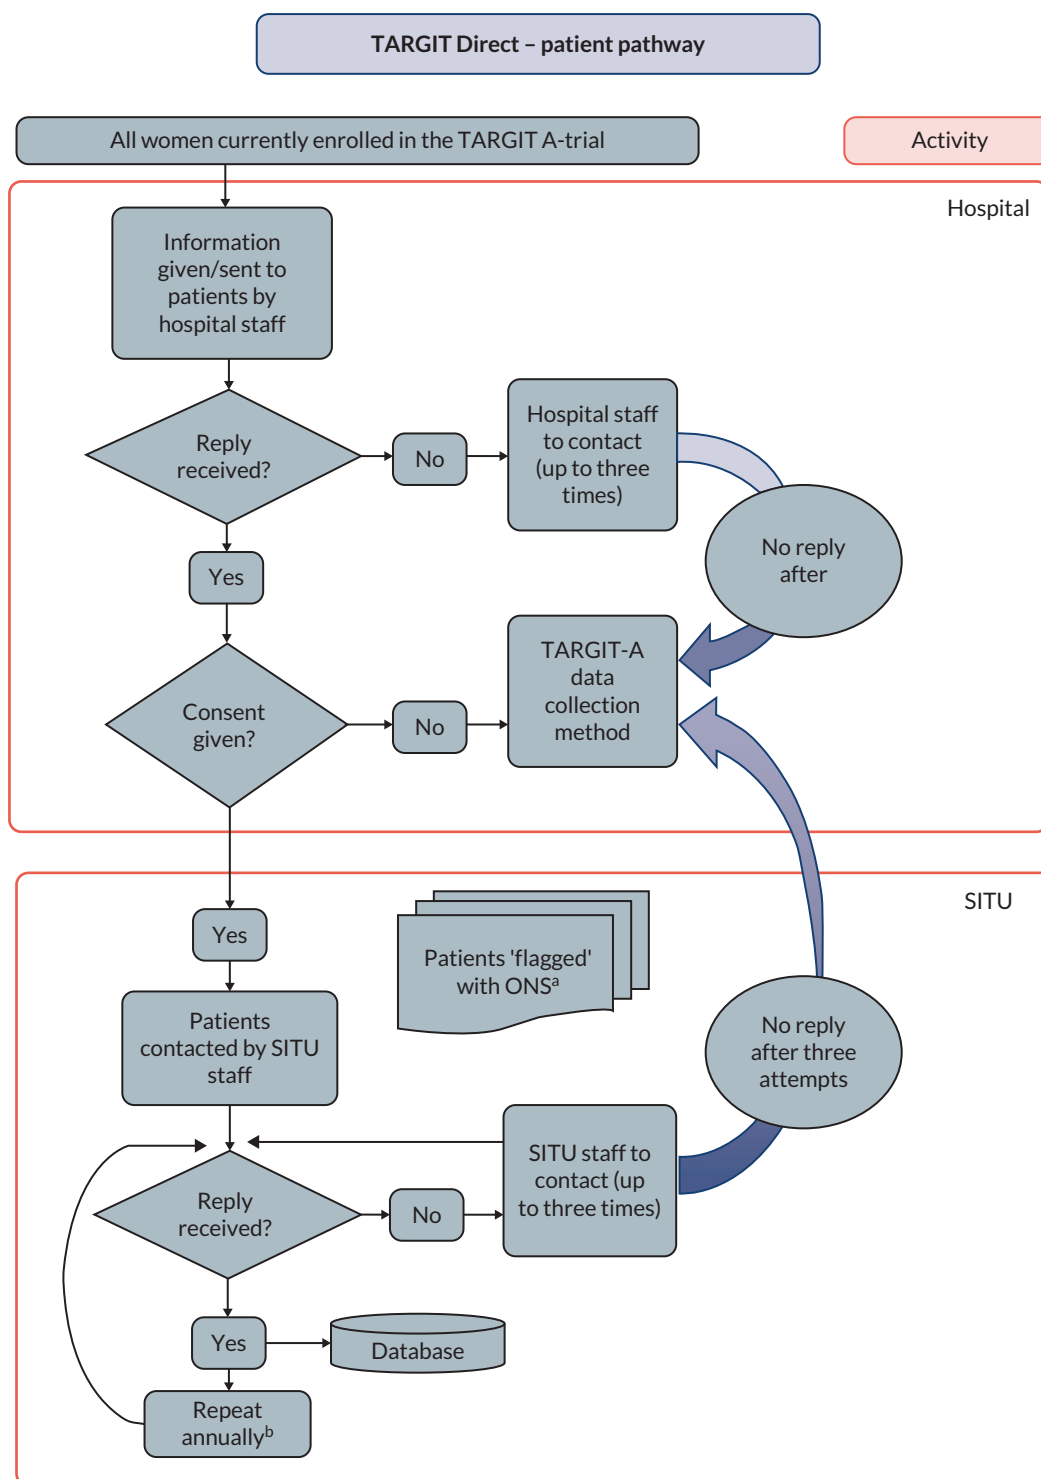 TARGIT Direct – patient pathway
All women currently enrolled in the TARGIT A-trial
Activity
Hospital
Information
given/sent to
patients by
hospital staff
Reply
received?
No
Hospital staff
to contact
(up to three
times)
No reply
after
Yes
Consent
given?
No
TARGIT-A
data
collection
method
SITU
Yes
Patients 'flagged'
with ONSᵃ
Patients
contacted by SITU
staff
No reply
after three
attempts
Reply
received?
No
SITU staff to
contact (up
to three times)
Yes
Database
Repeat
annuallyᵇ